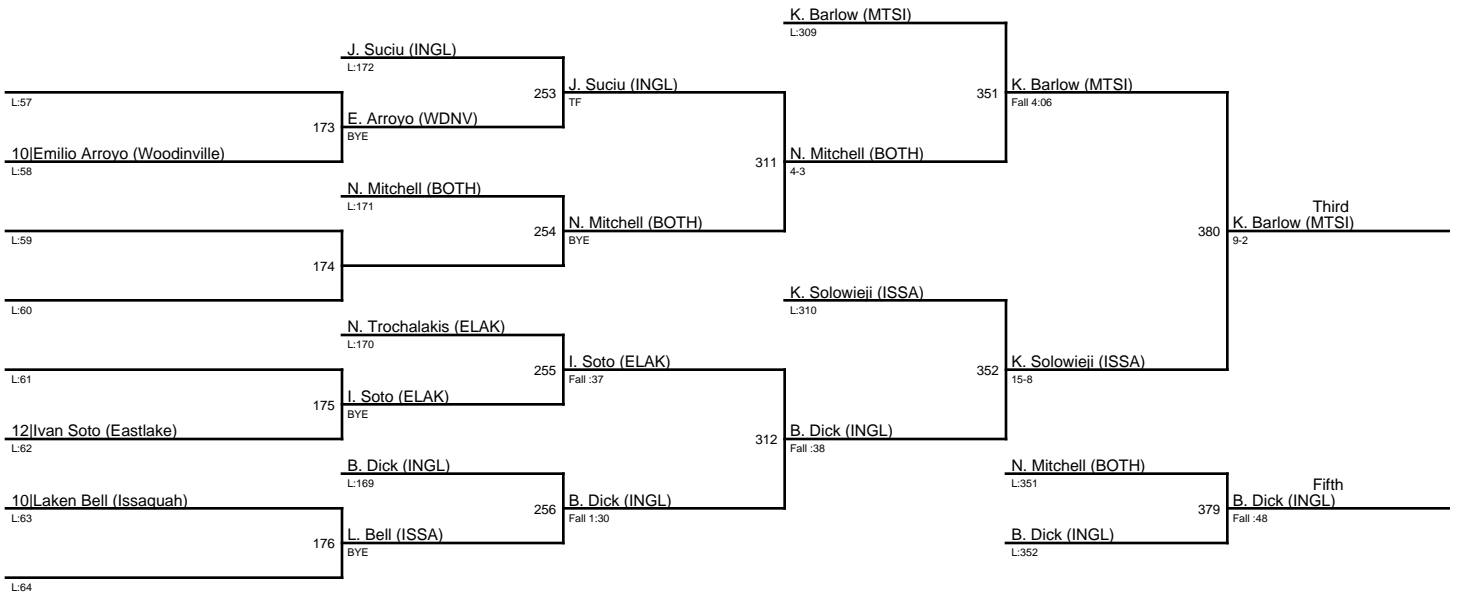 K. Barlow (MTSI)
L:309
J. Suciu (INGL)
L:172
253
J. Suciu (INGL)
TF
351
K. Barlow (MTSI)
Fall 4:06
L:57
173
E. Arroyo (WDNV)
BYE
10|Emilio Arroyo (Woodinville)
L:58
311
N. Mitchell (BOTH)
4-3
N. Mitchell (BOTH)
L:171
Third
254
N. Mitchell (BOTH)
BYE
380
K. Barlow (MTSI)
9-2
L:59
174
K. Solowieji (ISSA)
L:310
L:60
N. Trochalakis (ELAK)
L:170
255
I. Soto (ELAK)
Fall :37
352
K. Solowieji (ISSA)
15-8
L:61
175
I. Soto (ELAK)
BYE
12|Ivan Soto (Eastlake)
L:62
312
B. Dick (INGL)
Fall :38
B. Dick (INGL)
L:169
N. Mitchell (BOTH)
L:351
Fifth
10|Laken Bell (Issaquah)
L:63
256
B. Dick (INGL)
Fall 1:30
379
B. Dick (INGL)
Fall :48
176
L. Bell (ISSA)
BYE
B. Dick (INGL)
L:352
L:64